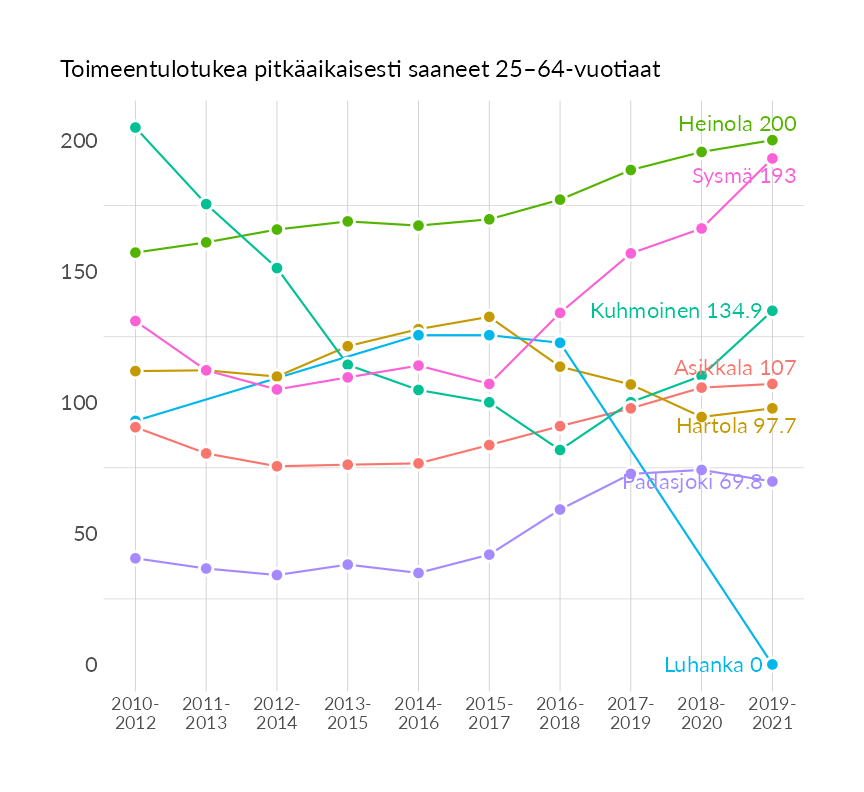 Toimeentulotukea pitkäaikaisesti saaneet 25–64-vuotiaat
200
150
100
50
0
Heinola 200
Sysmä 193
Kuhmoinen 134.9
Asikkala 107
Hartola 97.7
Padasjoki 69.8
Luhanka 0
2010- 2011- 2012- 2013- 2014- 2015- 2016- 2017- 2018- 2019-
2012 2013 2014 2015 2016 2017 2018 2019 2020 2021